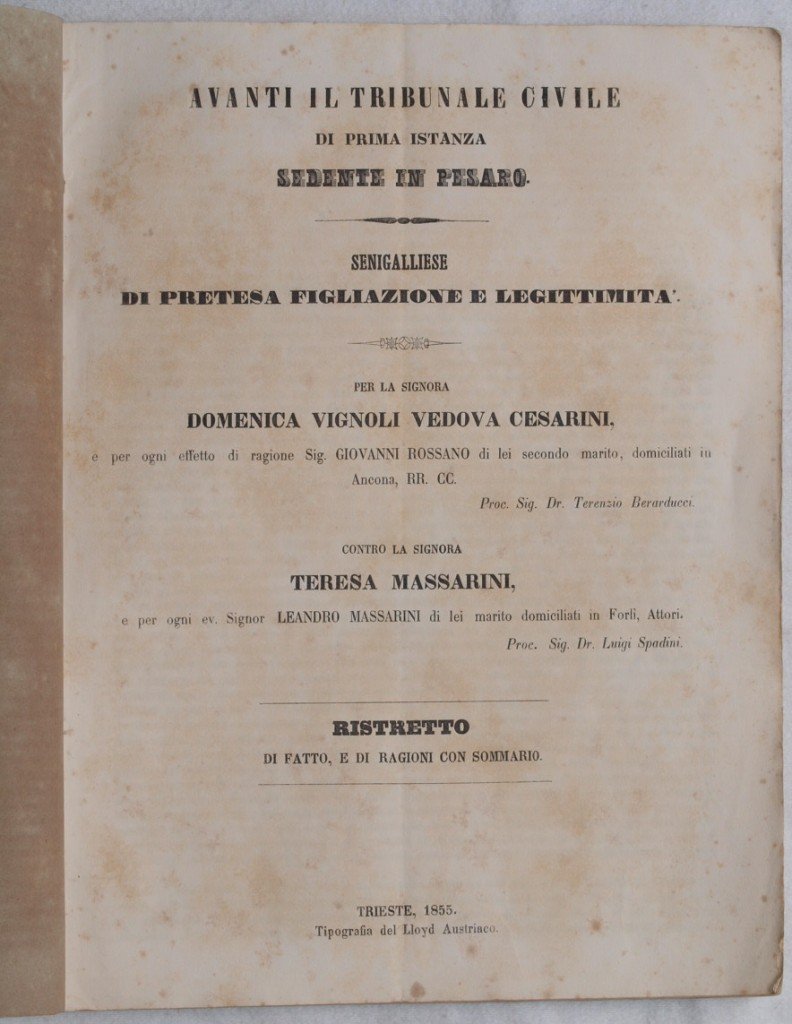 AVANTI IL TRIBUNALE CIVILE
DI PRIMA ISTANZA
SEDENTE IN PESARO.
SENIGALLIESE
DI PRETESA FIGLIAZIONE E LEGITTIMITA'.
PER LA SIGNORA
DOMENICA VIGNOLI VEDOVA CESARINI,
e per ogni effetto di ragione Sig. GIOVANNI ROSSANO di lei secondo marito, domiciliati in
Ancona, RR. CC.
Proc. Sig. Dr. Terenzio Berarducci.
CONTRO LA SIGNORA
TERESA MASSARINI,
e per ogni ev. Signor LEANDRO MASSARINI di lei marito domiciliati in Forlì, Attori.
Proc. Sig. Dr. Luigi Spadini.
RISTRETTO
DI FATTO, E DI RAGIONI CON SOMMARIO.
TRIESTE, 1855.
Tipografia del Lloyd Austriaco.